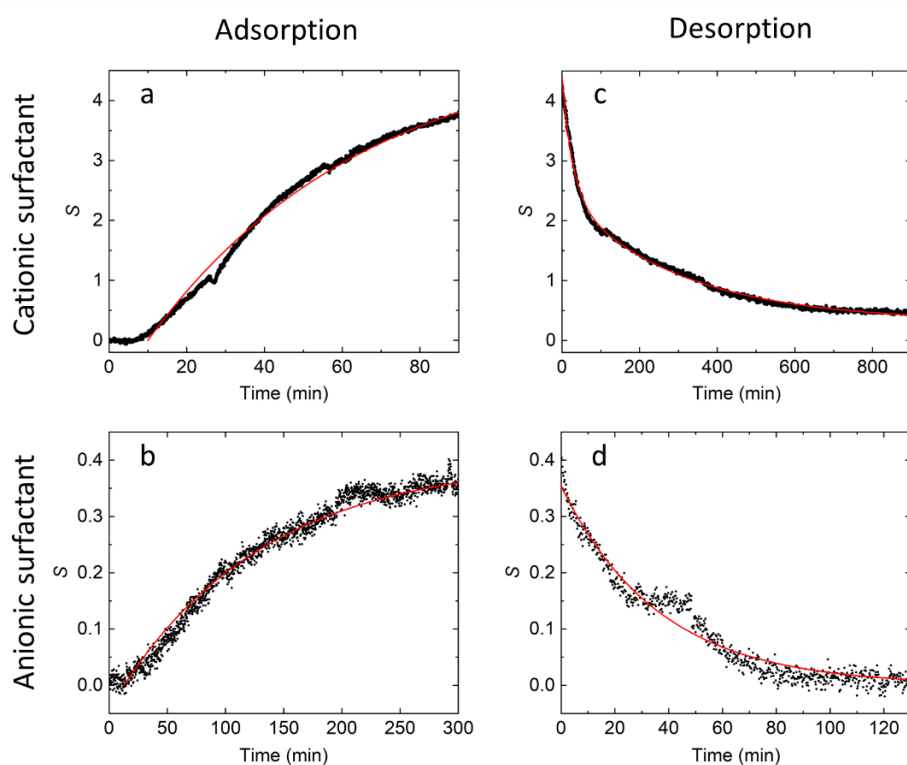 Adsorption
Desorption
Cationic surfactant
a
4
3
2
1
0
S
0 20 40 60 80
Time (min)
c
4
3
2
1
0
S
0 200 400 600 800
Time (min)
Anionic surfactant
b
0.4
0.3
0.2
0.1
0.0
S
0 50 100 150 200 250 300
Time (min)
d
0.4
0.3
0.2
0.1
0.0
S
0 20 40 60 80 100 120
Time (min)